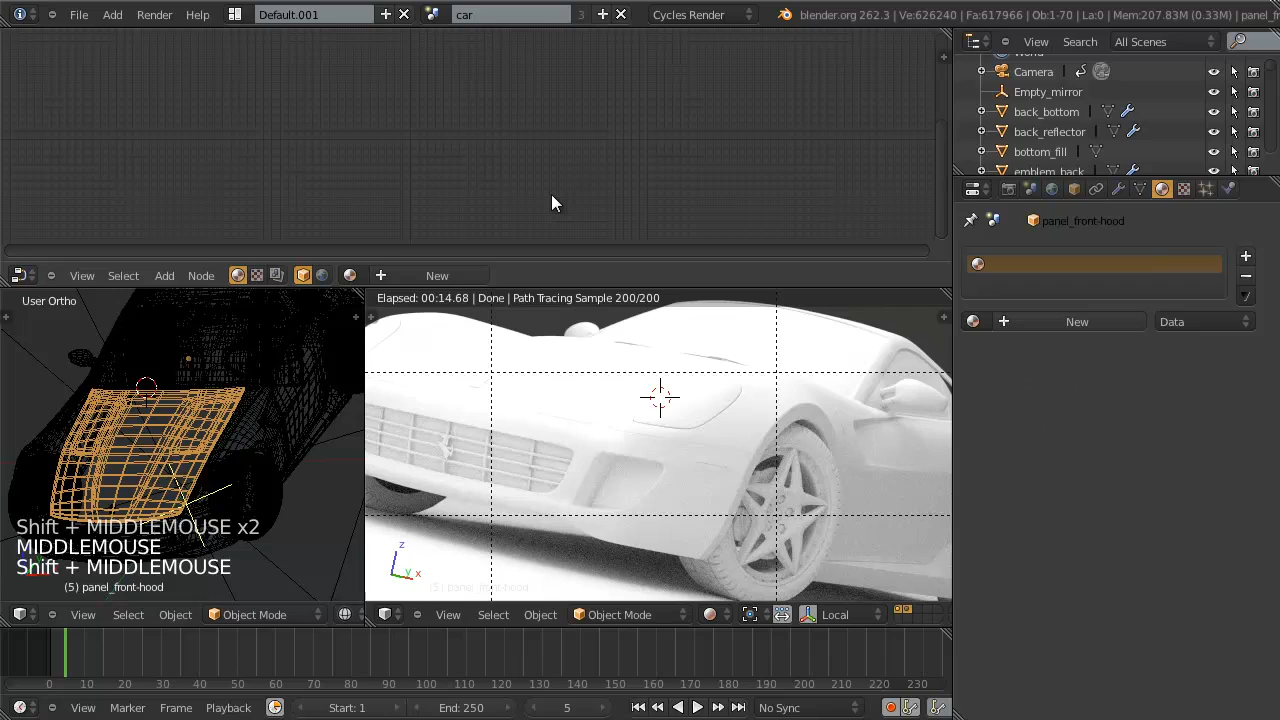 File Add Render Help Default.001 car 3 Cycles Render blender.org 262.3 | Ve:626240 | Fa:617966 | Ob:1-70 | La:0 | Mem:207.83M (0.33M) | panel_f
View Search All Scenes
Camera
Empty_mirror
back_bottom
back_reflector
bottom_fill
emblem_back
panel_front-hood
View Select Add Node New
New Data
User Ortho
Elapsed: 00:14.68 | Done | Path Tracing Sample 200/200
z
y x
Shift + MIDDLEMOUSE x2
MIDDLEMOUSE
Shift + MIDDLEMOUSE
(5) panel_front-hood
(5) panel_front-hood
View Select Object Object Mode
View Select Object Object Mode Local
0 10 20 30 40 50 60 70 80 90 100 110 120 130 140 150 160 170 180 190 200 210 220 230
View Marker Frame Playback Start: 1 End: 250 5 No Sync